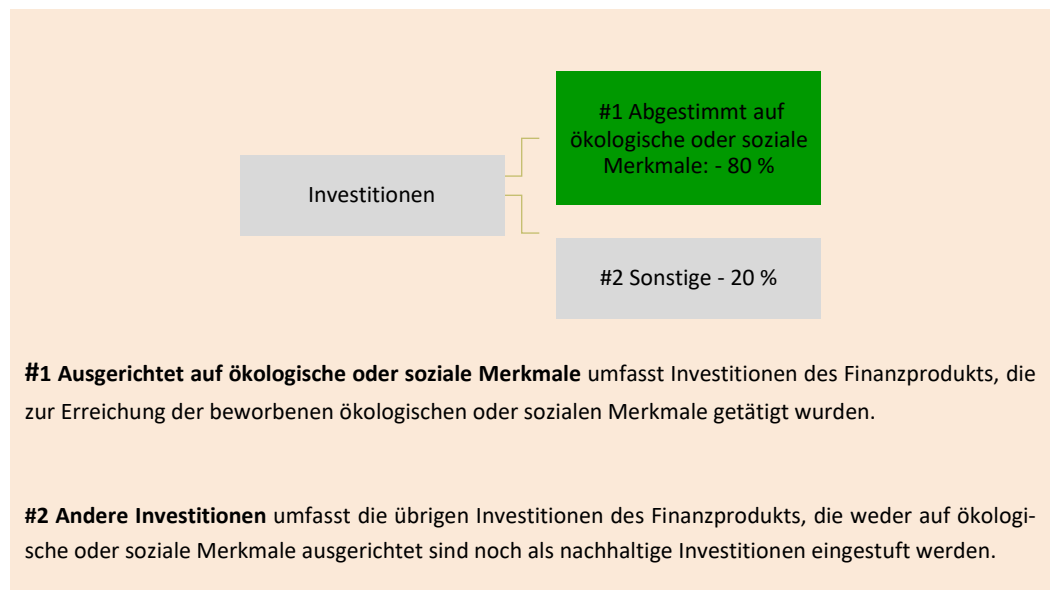 #1 Abgestimmt auf
ökologische oder soziale
Merkmale: - 80 %
Investitionen
#2 Sonstige - 20 %
#1 Ausgerichtet auf ökologische oder soziale Merkmale umfasst Investitionen des Finanzprodukts, die
zur Erreichung der beworbenen ökologischen oder sozialen Merkmale getätigt wurden.
#2 Andere Investitionen umfasst die übrigen Investitionen des Finanzprodukts, die weder auf ökologi-
sche oder soziale Merkmale ausgerichtet sind noch als nachhaltige Investitionen eingestuft werden.